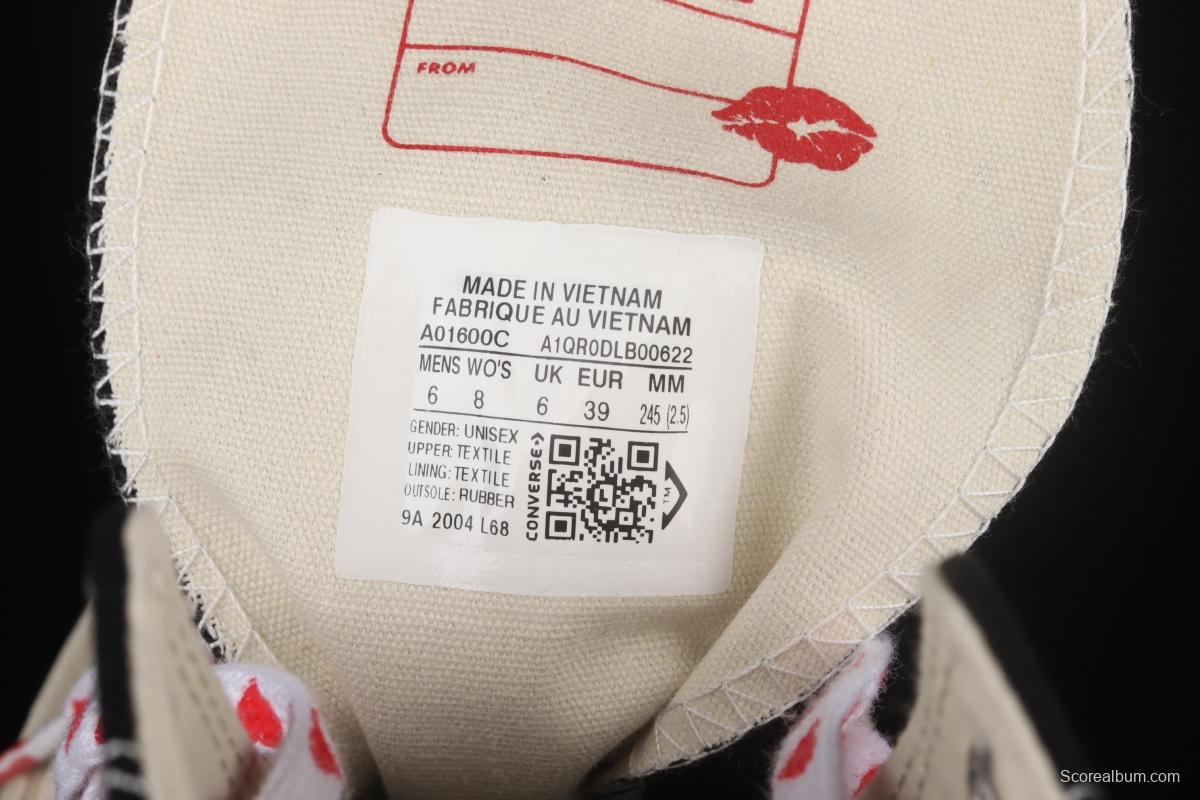 FROM
MADE IN VIETNAM
FABRIQUE AU VIETNAM
A01600C A1QR0DLB00622
MENS WO'S UK EUR MM
6 8 6 39 245 (2.5)
GENDER: UNISEX
UPPER: TEXTILE
LINING: TEXTILE
OUTSOLE: RUBBER
9A 2004 L68
CONVERSE
TM
Scorealbum.com